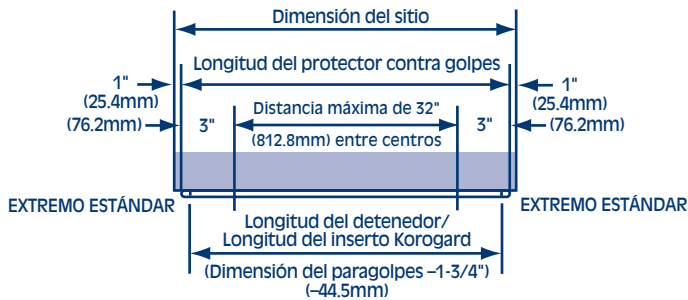 Dimensión del sitio
Longitud del protector contra golpes
1"
(25.4mm)
1"
(25.4mm)
(76.2mm)
3"
Distancia máxima de 32"
(812.8mm) entre centros
3"
(76.2mm)
EXTREMO ESTÁNDAR
EXTREMO ESTÁNDAR
Longitud del detenedor/
Longitud del inserto Korogard
(Dimensión del paragolpes –1-3/4")
(–44.5mm)